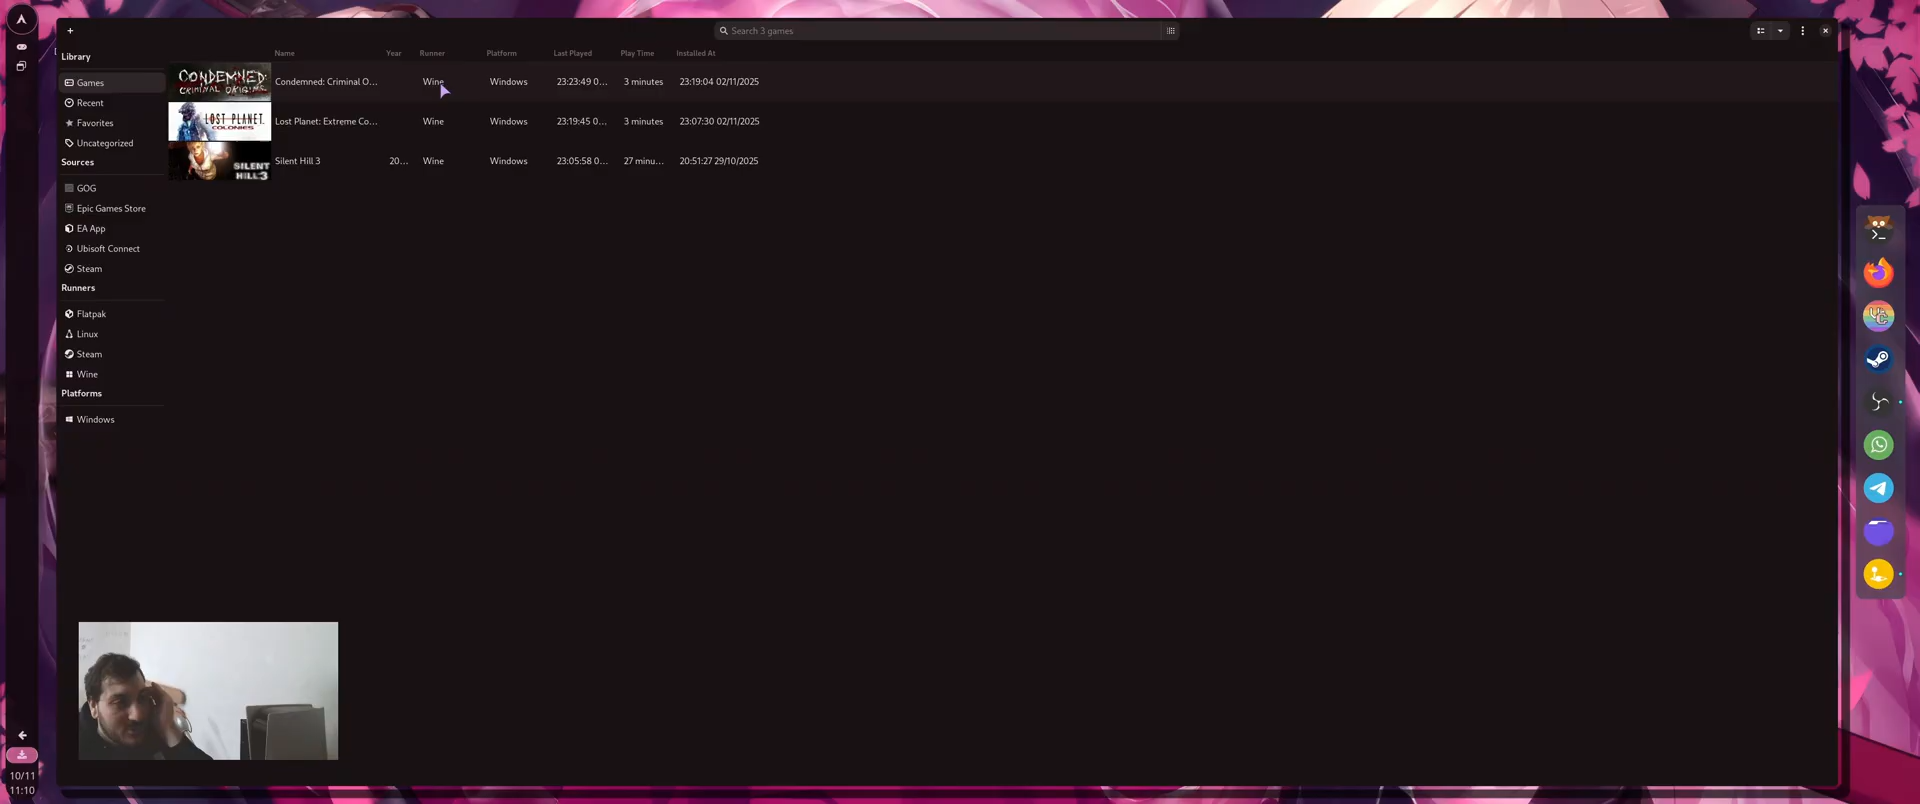 Search 3 games
Library
Games
Recent
Favorites
Uncategorized
Sources
GOG
Epic Games Store
EA App
Ubisoft Connect
Steam
Runners
Flatpak
Linux
Steam
Wine
Platforms
Windows
Name Year Runner Platform Last Played Play Time Installed At
CONDEMNED: CRIMINAL ORIGINS
Condemned: Criminal O... Wine Windows 23:23:49 0... 3 minutes 23:19:04 02/11/2025
LOST PLANET COLONIES
Lost Planet: Extreme Co... Wine Windows 23:19:45 0... 3 minutes 23:07:30 02/11/2025
SILENT HILL 3
Silent Hill 3 20... Wine Windows 23:05:58 0... 27 minu... 20:51:27 29/10/2025
10/11
11:10